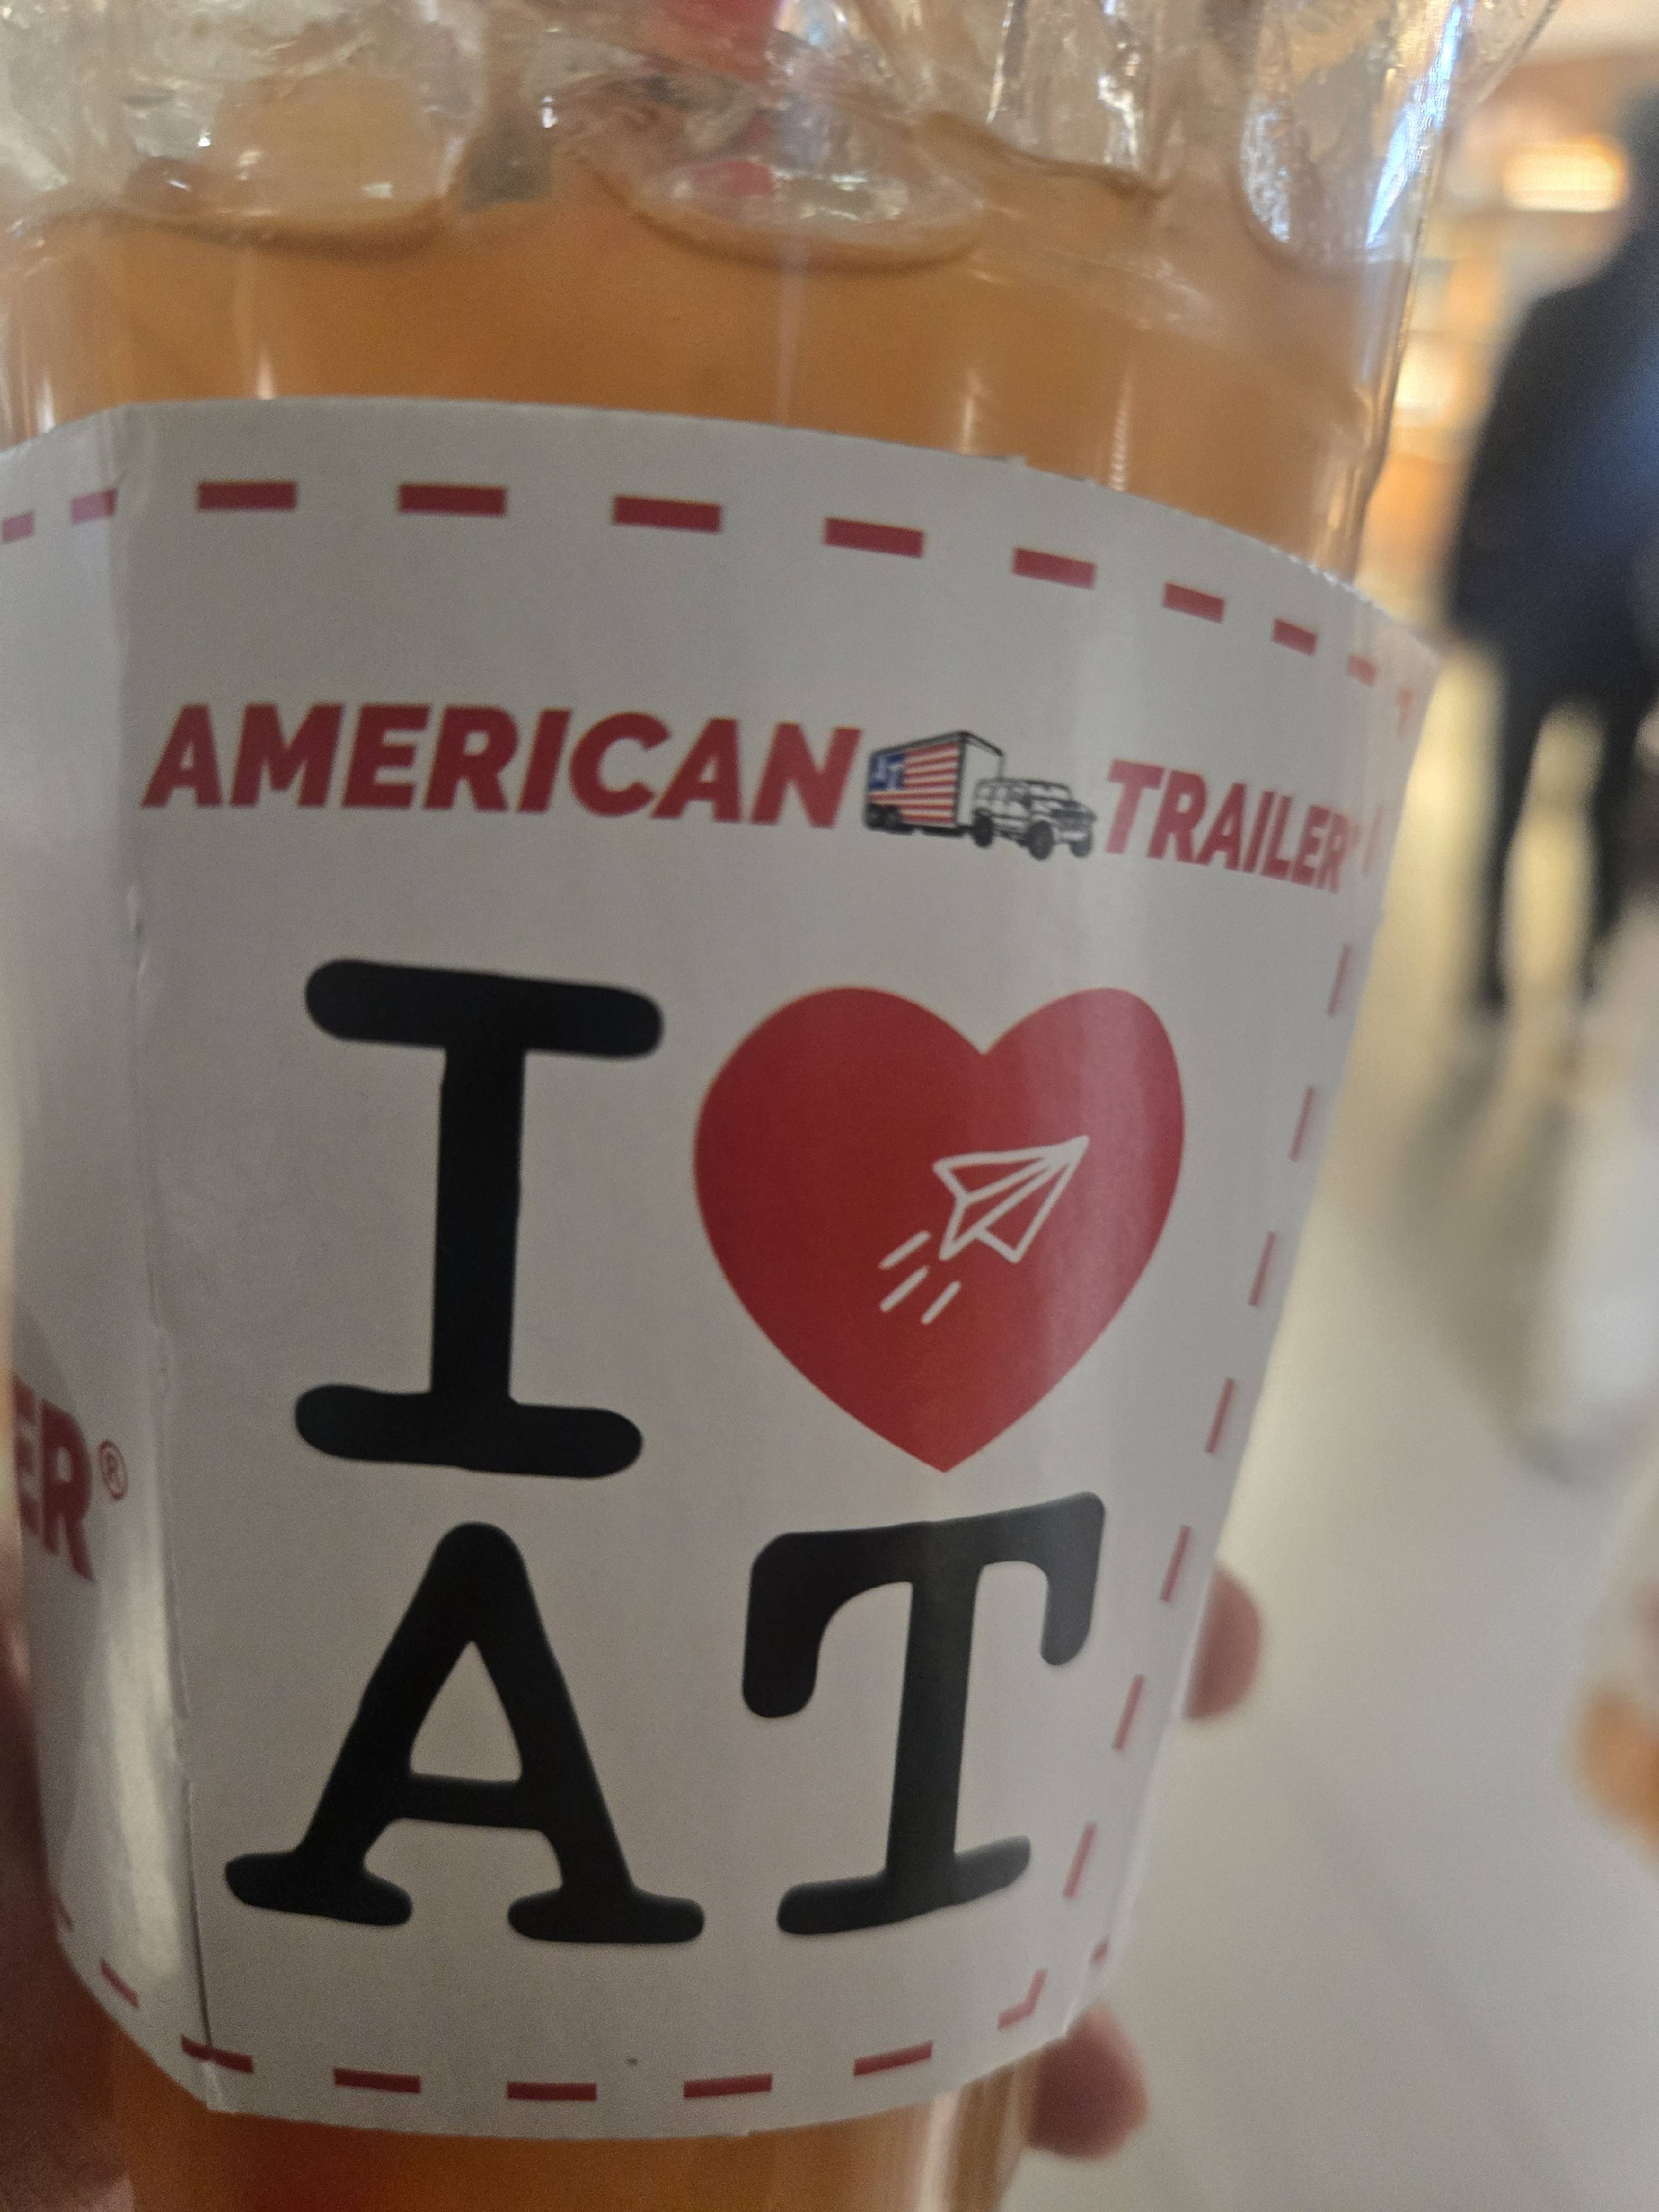 AMERICAN TRAILER
I
AT
ER®